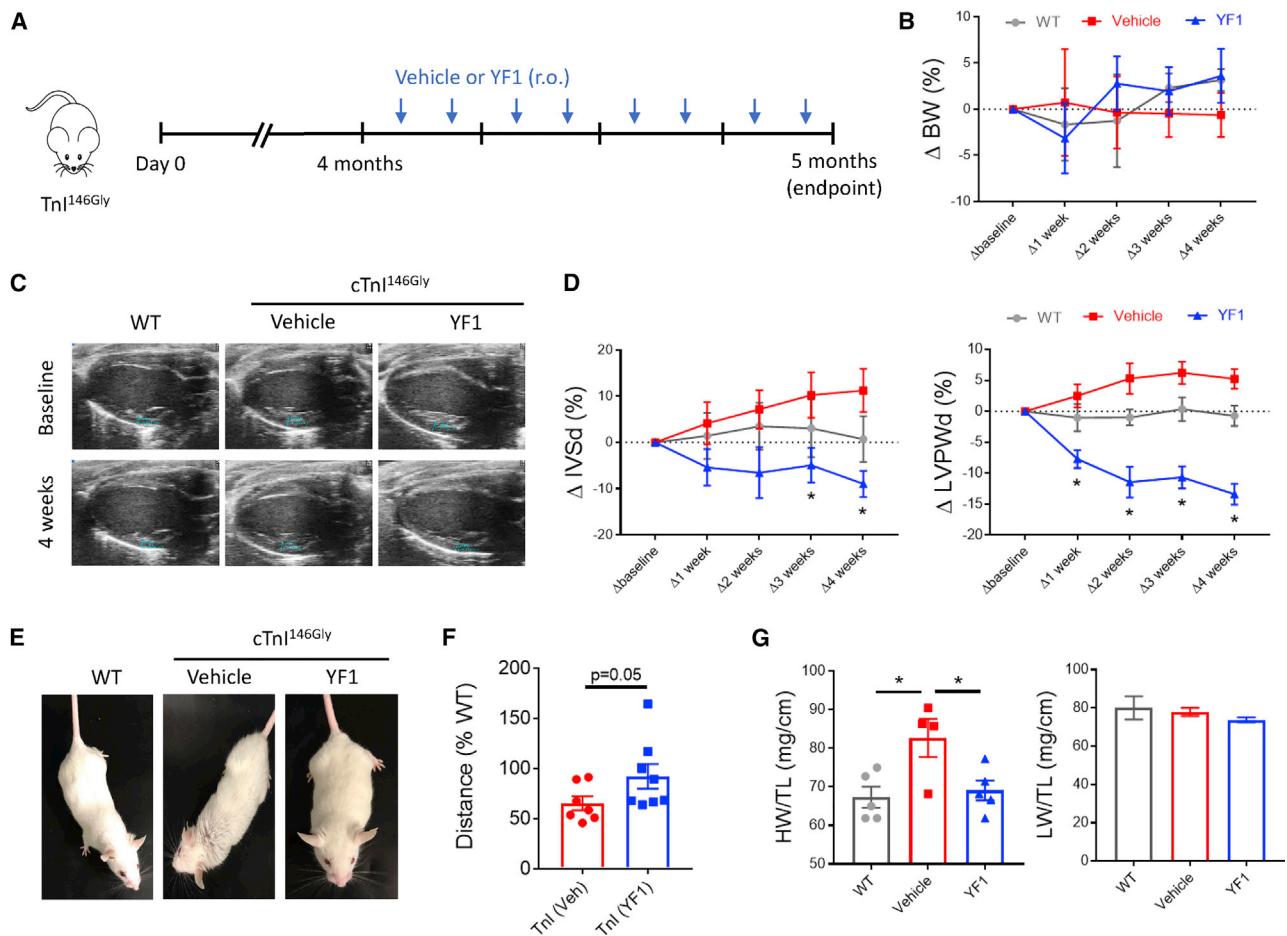 A
Vehicle or YF1 (r.o.)
Day 0
4 months
5 months
(endpoint)
TnI¹⁴⁶ᴳˡʸ
B
WT
Vehicle
YF1
Δ BW (%)
10
5
0
-5
-10
Δbaseline
Δ1 week
Δ2 weeks
Δ3 weeks
Δ4 weeks
C
cTnI¹⁴⁶ᴳˡʸ
WT
Vehicle
YF1
Baseline
4 weeks
D
WT
Vehicle
YF1
Δ IVSd (%)
20
10
0
-10
-20
*
*
Δbaseline
Δ1 week
Δ2 weeks
Δ3 weeks
Δ4 weeks
WT
Vehicle
YF1
Δ LVPWd (%)
10
5
0
-5
-10
-15
-20
*
*
*
*
Δbaseline
Δ1 week
Δ2 weeks
Δ3 weeks
Δ4 weeks
E
cTnI¹⁴⁶ᴳˡʸ
WT
Vehicle
YF1
F
Distance (% WT)
200
150
100
50
0
p=0.05
TnI (Veh)
TnI (YF1)
G
HW/TL (mg/cm)
100
90
80
70
60
50
*
*
WT
Vehicle
YF1
LW/TL (mg/cm)
100
80
60
40
20
0
WT
Vehicle
YF1